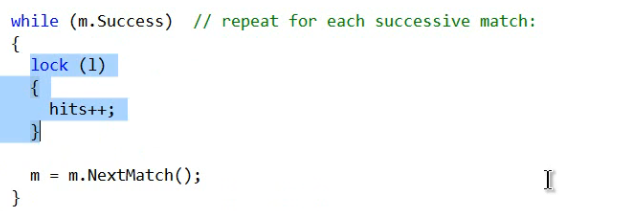 while (m.Success)  // repeat for each successive match:
{
  lock (l)
  {
    hits++;
  }
  m = m.NextMatch();
}